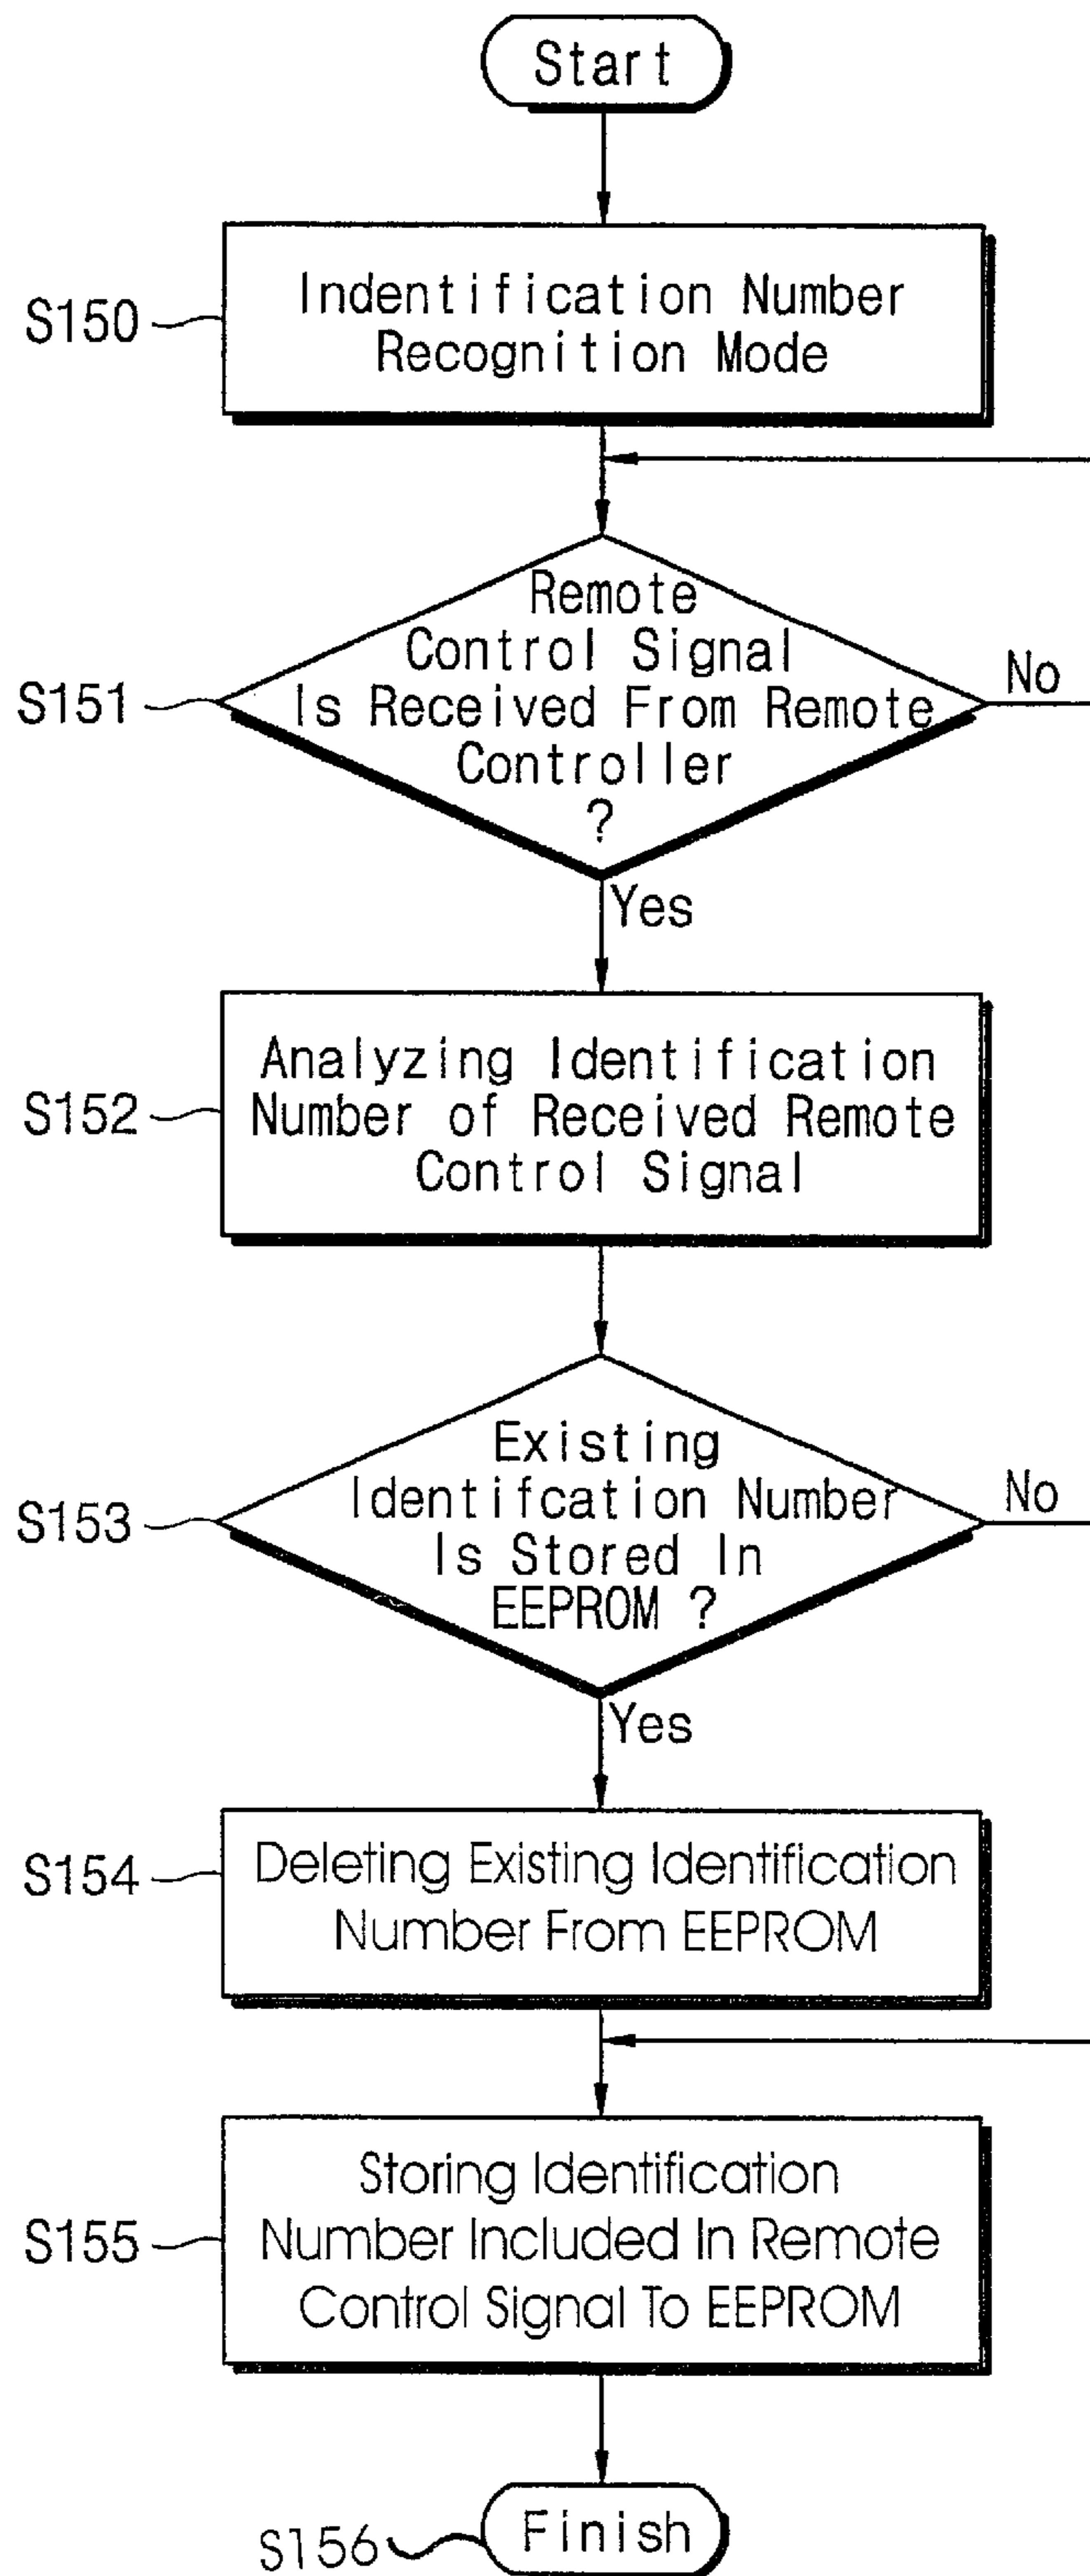 Start
S150
Indentification Number
Recognition Mode
S151
Remote
Control Signal
Is Received From Remote
Controller
?
No
Yes
S152
Analyzing Identification
Number of Received Remote
Control Signal
S153
Existing
Identifcation Number
Is Stored In
EEPROM ?
No
Yes
S154
Deleting Existing Identification
Number From EEPROM
S155
Storing Identification
Number Included In Remote
Control Signal To EEPROM
S156
Finish